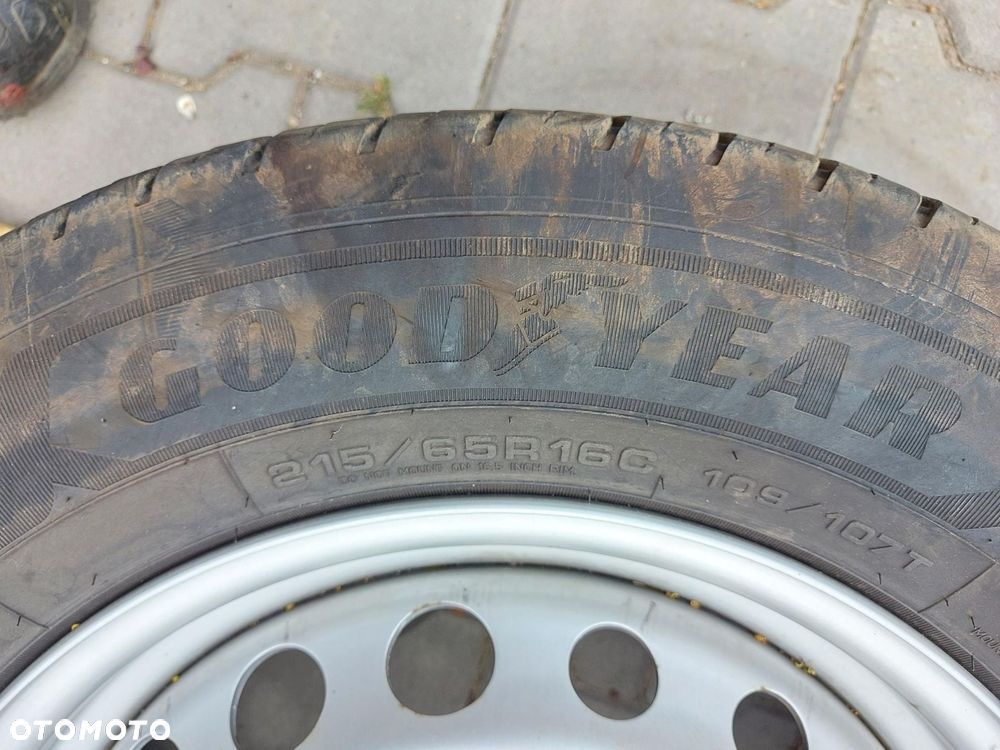 GOODYEAR
215/65R16C 109/107T
DO NOT MOUNT ON 16.5 INCH RIM.
OTOMOTO